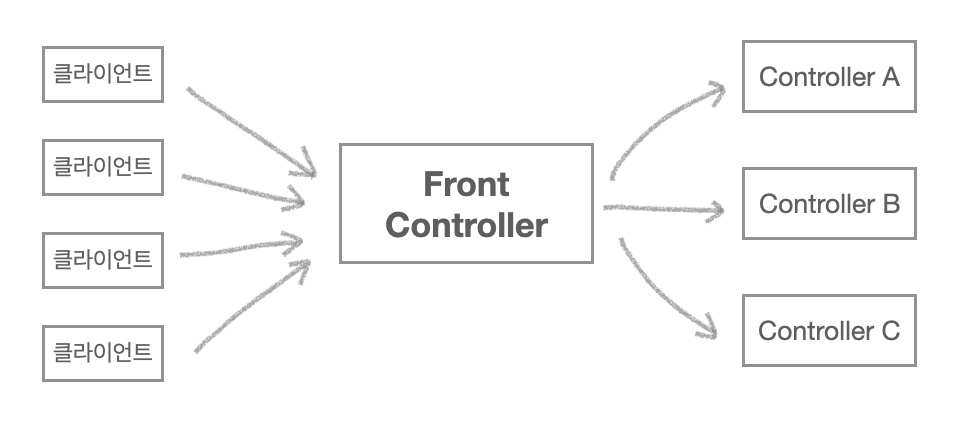 클라이언트
클라이언트
클라이언트
클라이언트
Front
Controller
Controller A
Controller B
Controller C